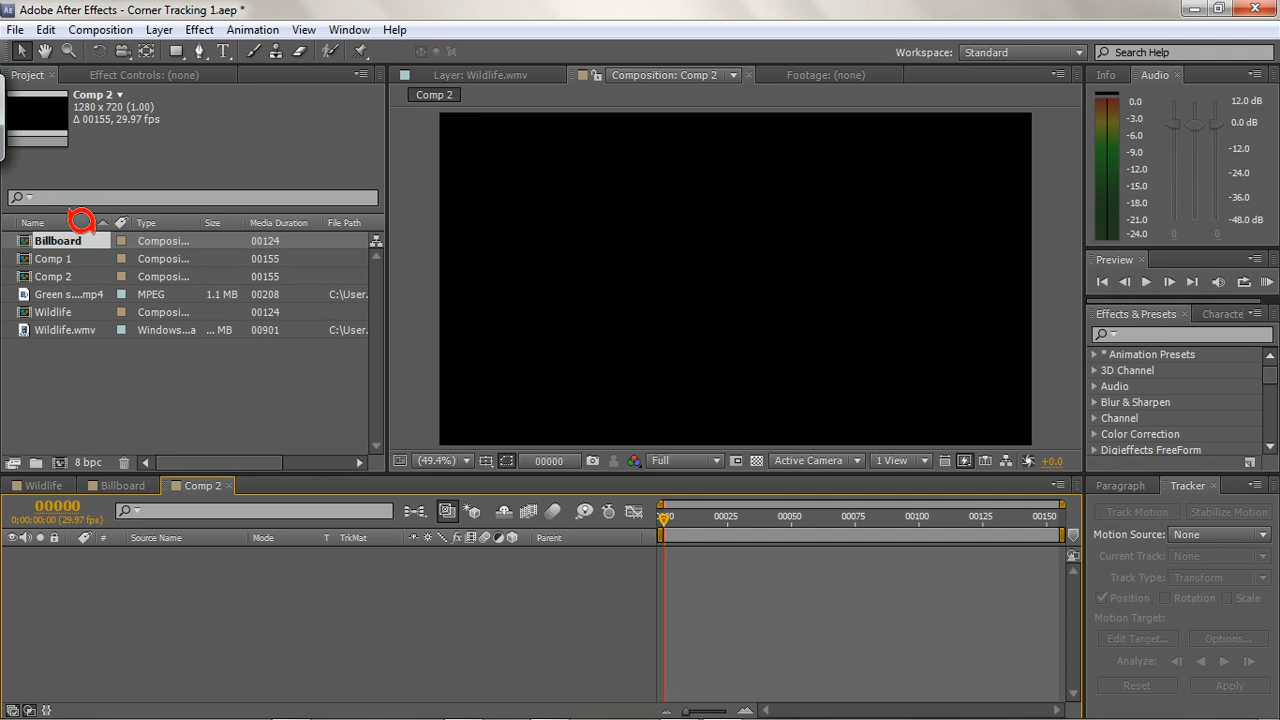 Adobe After Effects - Corner Tracking 1.aep *
File Edit Composition Layer Effect Animation View Window Help
Workspace: Standard Search Help
Project Effect Controls: (none) Layer: Wildlife.wmv Composition: Comp 2 Footage: (none) Info Audio
Comp 2
1280 x 720 (1.00)
Δ 00155, 29.97 fps
Comp 2
0.0
-3.0
-6.0
-9.0
-12.0
-15.0
-18.0
-21.0
-24.0
12.0 dB
0.0 dB
-12.0
-24.0
-36.0
-48.0 dB
0 0
Name Type Size Media Duration File Path
Billboard Composi... 00124
Comp 1 Composi... 00155
Comp 2 Composi... 00155
Green s....mp4 MPEG 1.1 MB 00208 C:\User.
Wildlife Composi... 00124
Wildlife.wmv Windows...a ... MB 00901 C:\User.
8 bpc
(49.4%) 00000 Full Active Camera 1 View +0.0
Preview
Effects & Presets Characte
* Animation Presets
3D Channel
Audio
Blur & Sharpen
Channel
Color Correction
Digieffects FreeForm
Wildlife Billboard Comp 2
00000
0;00;00;00 (29.97 fps)
Source Name Mode T TrkMat Parent
00025 00050 00075 00100 00125 00150
Paragraph Tracker
Track Motion Stabilize Motion
Motion Source: None
Current Track: None
Track Type: Transform
Position Rotation Scale
Motion Target:
Edit Target... Options...
Analyze:
Reset Apply